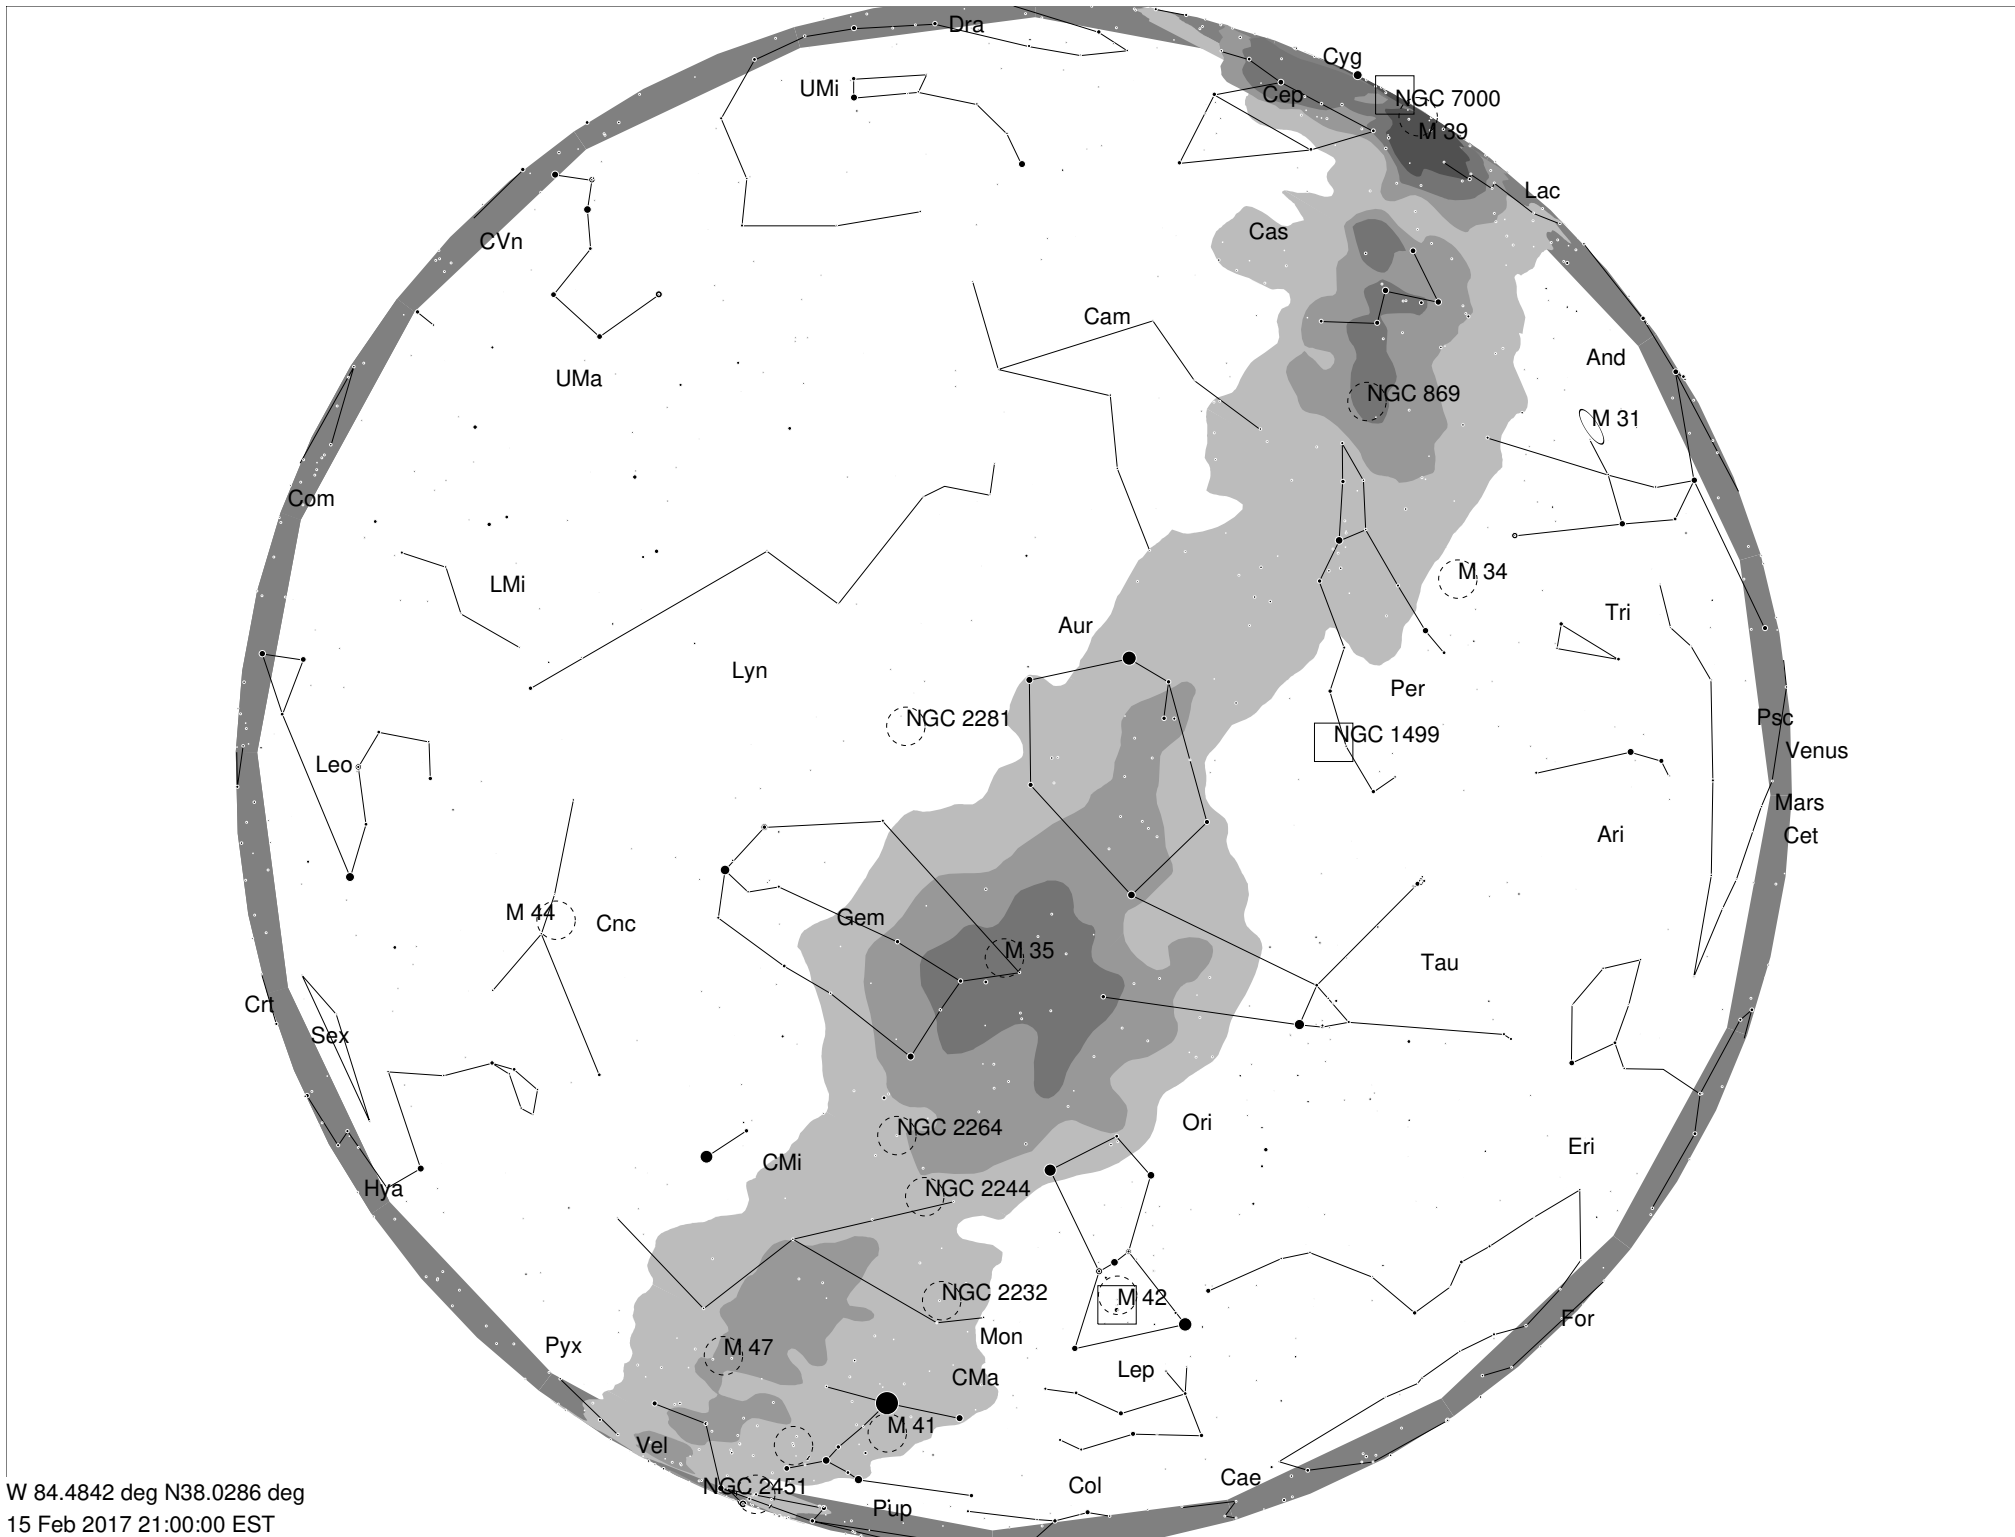 Dra
Cyg
UMi
Cep
NGC 7000
M 39
Lac
Cas
CVn
Cam
And
UMa
NGC 869
M 31
Com
M 34
LMi
Tri
Aur
Lyn
Per
NGC 2281
Psc
NGC 1499
Venus
Leo
Mars
Ari
Cet
M 44
Gem
Cnc
M 35
Tau
Crt
Sex
Ori
NGC 2264
Eri
CMi
Hya
NGC 2244
NGC 2232
M 42
For
Mon
Pyx
M 47
Lep
CMa
M 41
Vel
Cae
NGC 2451
Col
Pup
W 84.4842 deg N38.0286 deg
15 Feb 2017 21:00:00 EST